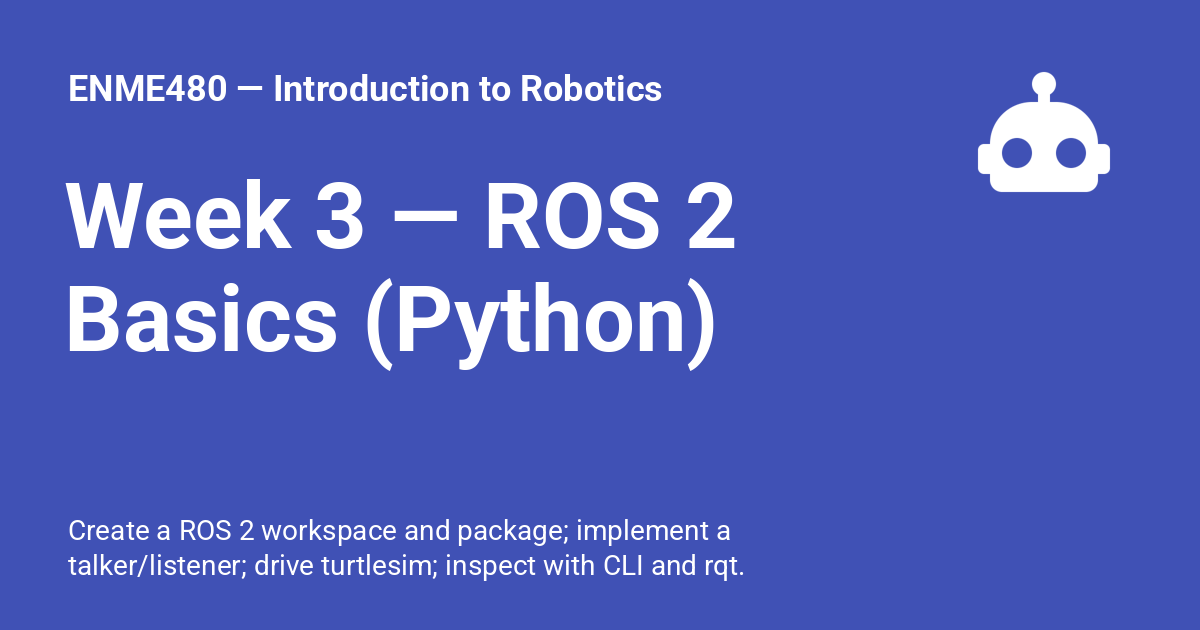 ENME480 — Introduction to Robotics
Week 3 — ROS 2
Basics (Python)
Create a ROS 2 workspace and package; implement a
talker/listener; drive turtlesim; inspect with CLI and rqt.